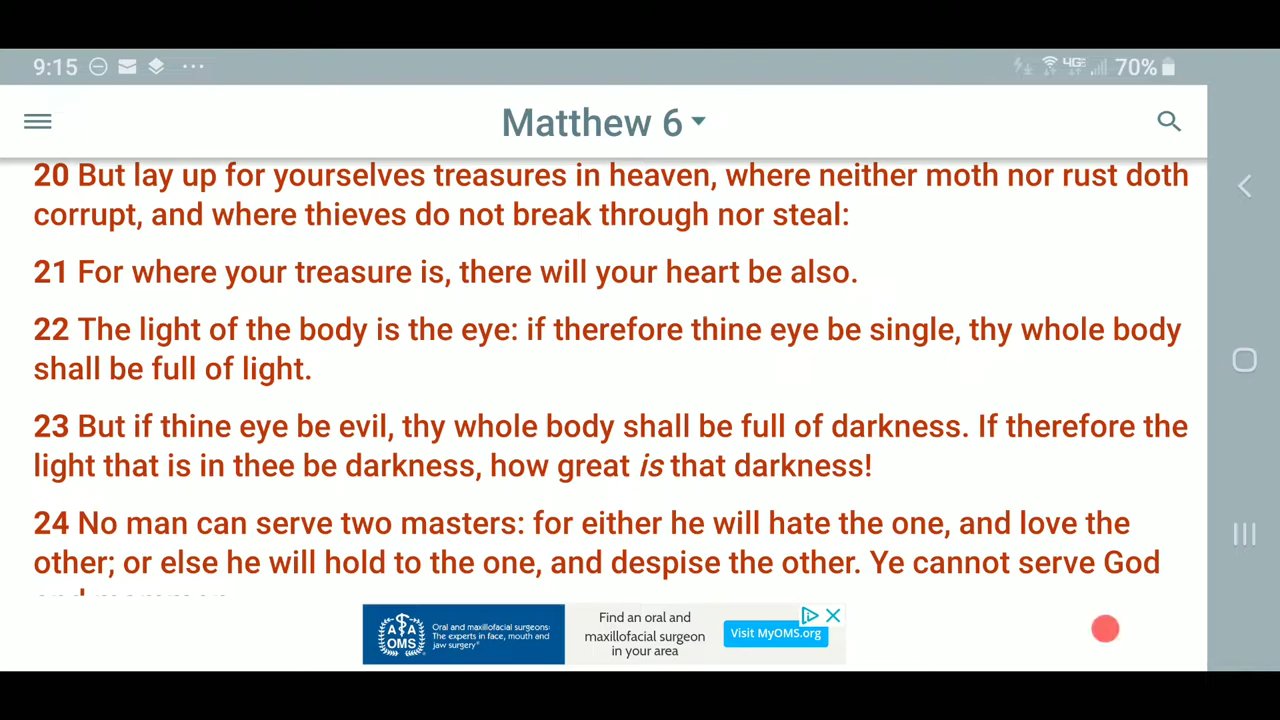 9:15
4GE 70%
Matthew 6
20 But lay up for yourselves treasures in heaven, where neither moth nor rust doth
corrupt, and where thieves do not break through nor steal:
21 For where your treasure is, there will your heart be also.
22 The light of the body is the eye: if therefore thine eye be single, thy whole body
shall be full of light.
23 But if thine eye be evil, thy whole body shall be full of darkness. If therefore the
light that is in thee be darkness, how great is that darkness!
24 No man can serve two masters: for either he will hate the one, and love the
other; or else he will hold to the one, and despise the other. Ye cannot serve God
AA
OMS
Oral and maxillofacial surgeons:
The experts in face, mouth and
jaw surgery®
Find an oral and
maxillofacial surgeon
in your area
Visit MyOMS.org